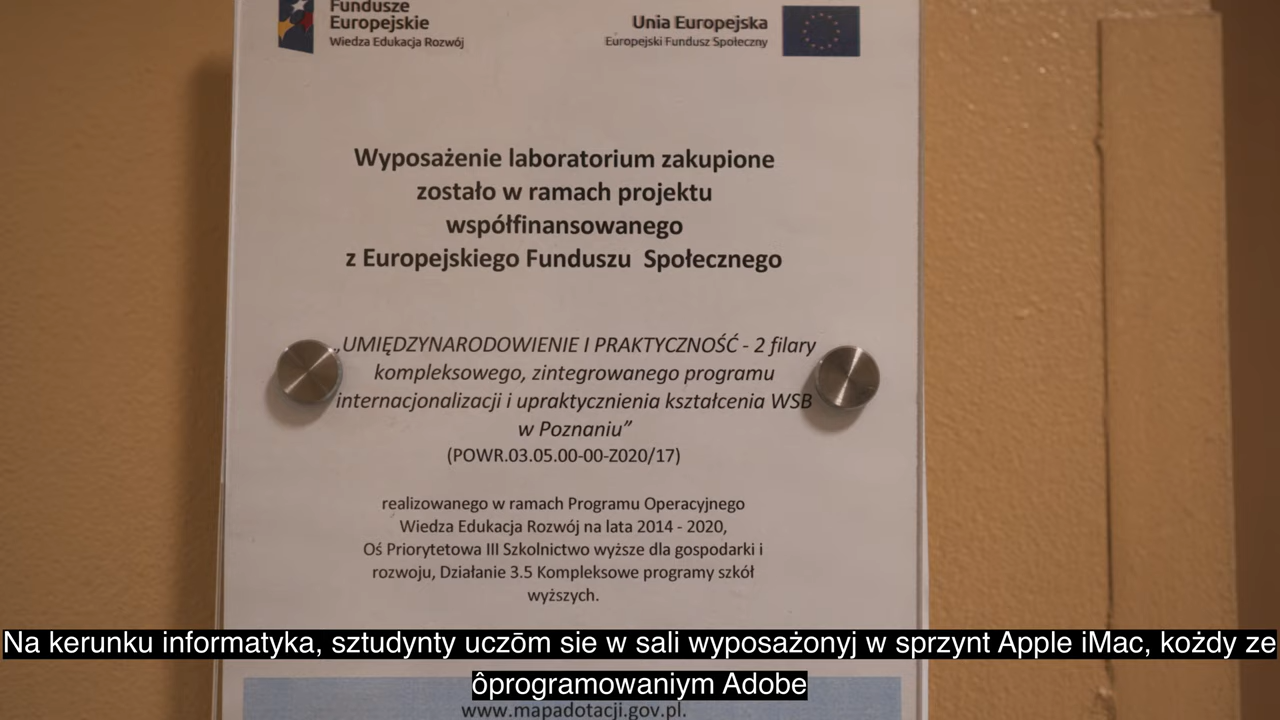 Fundusze
Europejskie
Wiedza Edukacja Rozwój
Unia Europejska
Europejski Fundusz Społeczny
Wyposażenie laboratorium zakupione
zostało w ramach projektu
współfinansowanego
z Europejskiego Funduszu Społecznego
„UMIĘDZYNARODOWIENIE I PRAKTYCZNOŚĆ - 2 filary
kompleksowego, zintegrowanego programu
internacjonalizacji i upraktycznienia kształcenia WSB
w Poznaniu”
(POWR.03.05.00-00-Z020/17)
realizowanego w ramach Programu Operacyjnego
Wiedza Edukacja Rozwój na lata 2014 - 2020,
Oś Priorytetowa III Szkolnictwo wyższe dla gospodarki i
rozwoju, Działanie 3.5 Kompleksowe programy szkół
wyższych.
Na kerunku informatyka, sztudynty uczōm sie w sali wyposażonyj w sprzynt Apple iMac, kożdy ze
ôprogramowaniym Adobe
www.mapadotacji.gov.pl.